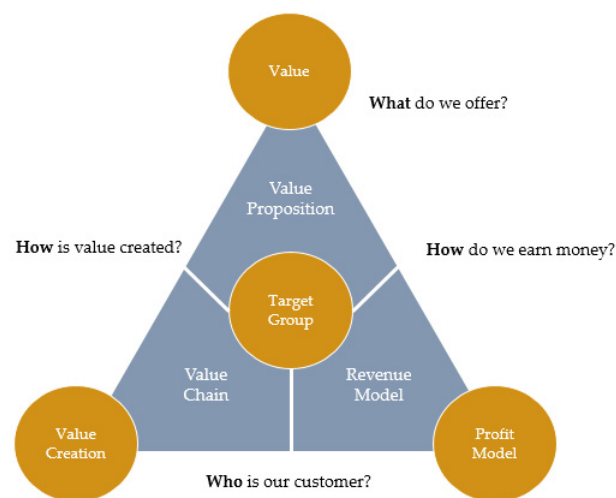 Value
What do we offer?
Value
Proposition
How is value created?
How do we earn money?
Target
Group
Value
Chain
Revenue
Model
Value
Creation
Profit
Model
Who is our customer?